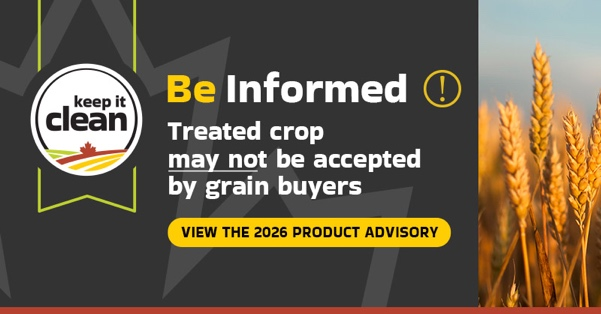 keep it
clean
Be Informed
Treated crop
may not be accepted
by grain buyers
VIEW THE 2026 PRODUCT ADVISORY